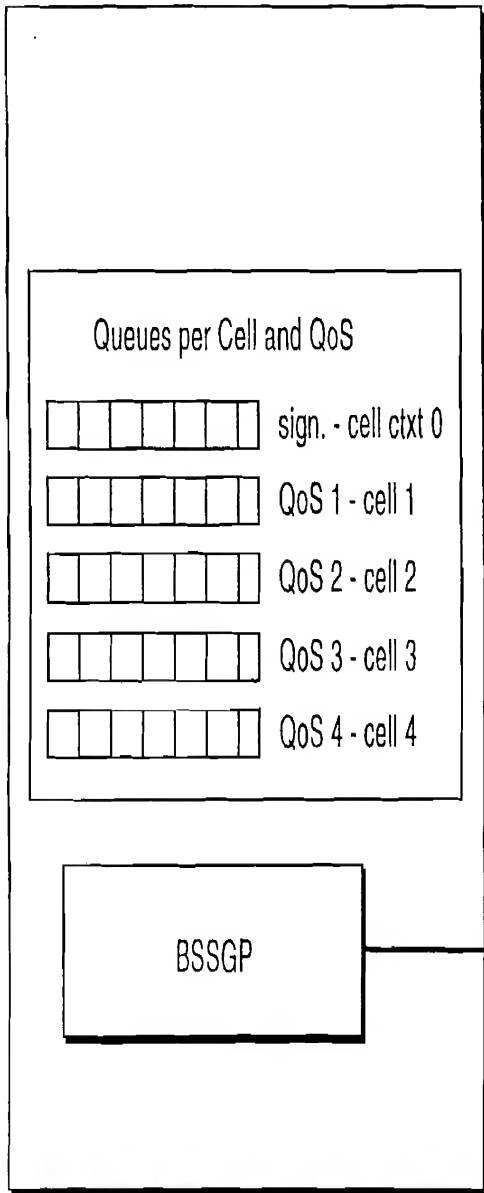 Queues per Cell and QoS
sign. - cell ctxt 0
QoS 1 - cell 1
QoS 2 - cell 2
QoS 3 - cell 3
QoS 4 - cell 4
BSSGP